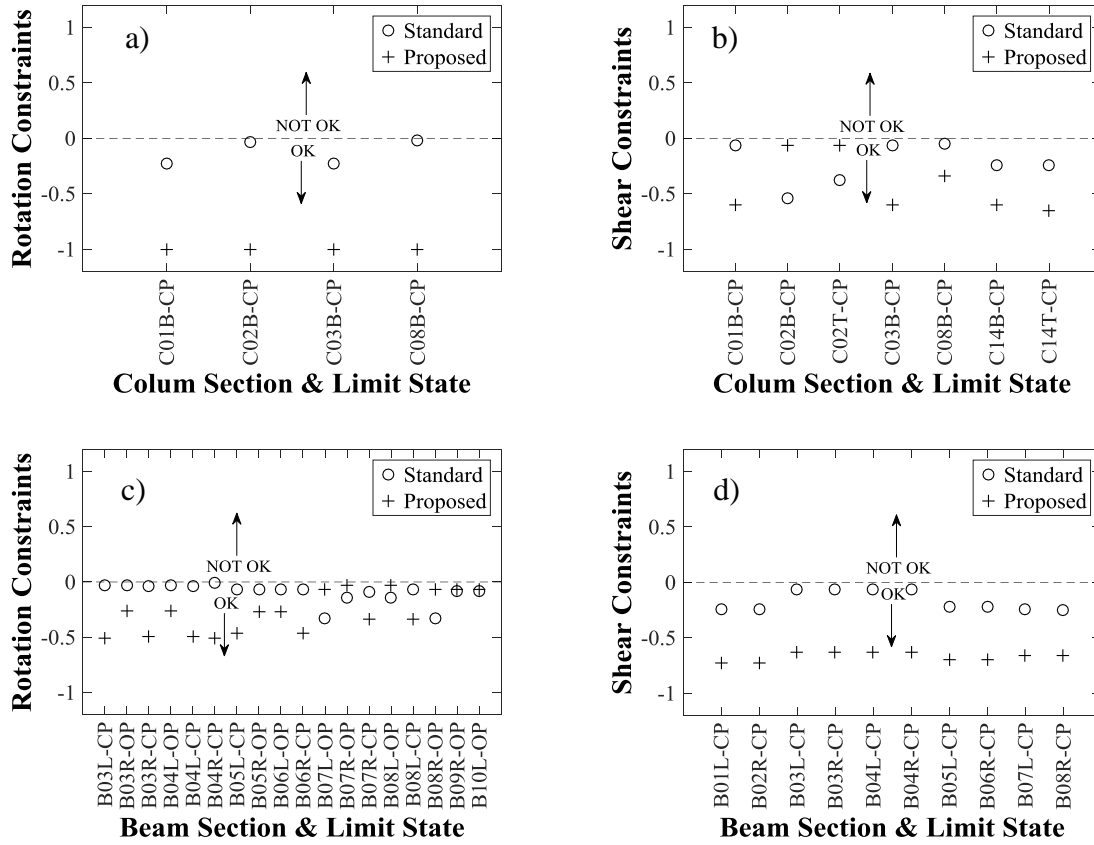 a)
Standard
Proposed
Rotation Constraints
1
0.5
0
-0.5
-1
NOT OK
OK
C01B-CP
C02B-CP
C03B-CP
C08B-CP
Colum Section & Limit State
b)
Standard
Proposed
Shear Constraints
1
0.5
0
-0.5
-1
NOT OK
OK
C01B-CP
C02B-CP
C02T-CP
C03B-CP
C08B-CP
C14B-CP
C14T-CP
Colum Section & Limit State
c)
Standard
Proposed
Rotation Constraints
1
0.5
0
-0.5
-1
NOT OK
OK
B03L-CP
B03R-OP
B03R-CP
B04L-OP
B04L-CP
B04R-CP
B05L-CP
B05R-OP
B06L-OP
B06R-CP
B07L-OP
B07R-OP
B07R-CP
B08L-OP
B08L-CP
B08R-OP
B09R-OP
B10L-OP
Beam Section & Limit State
d)
Standard
Proposed
Shear Constraints
1
0.5
0
-0.5
-1
NOT OK
OK
B01L-CP
B02R-CP
B03L-CP
B03R-CP
B04L-CP
B04R-CP
B05L-CP
B06R-CP
B07L-CP
B08R-CP
Beam Section & Limit State